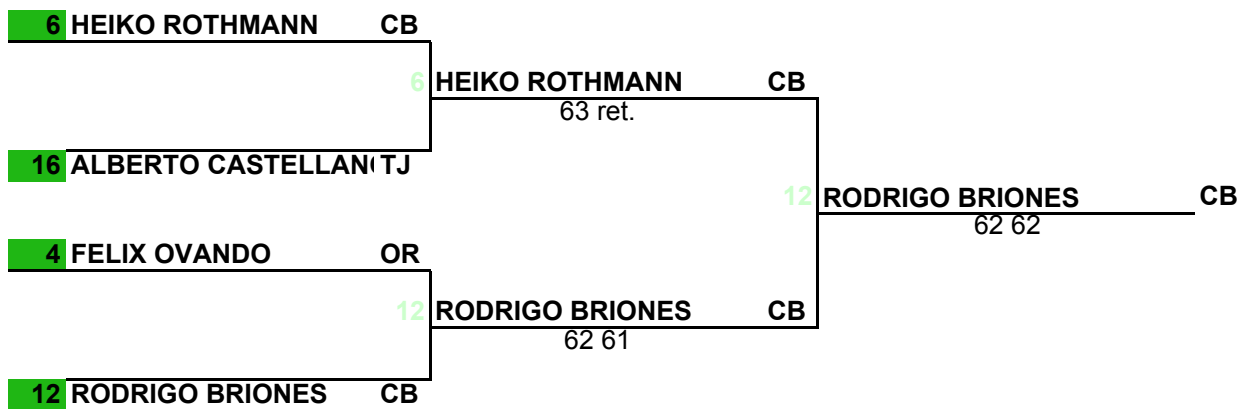 6 HEIKO ROTHMANN CB
6 HEIKO ROTHMANN CB
63 ret.
16 ALBERTO CASTELLAN TJ
12 RODRIGO BRIONES CB
62 62
4 FELIX OVANDO OR
12 RODRIGO BRIONES CB
62 61
12 RODRIGO BRIONES CB